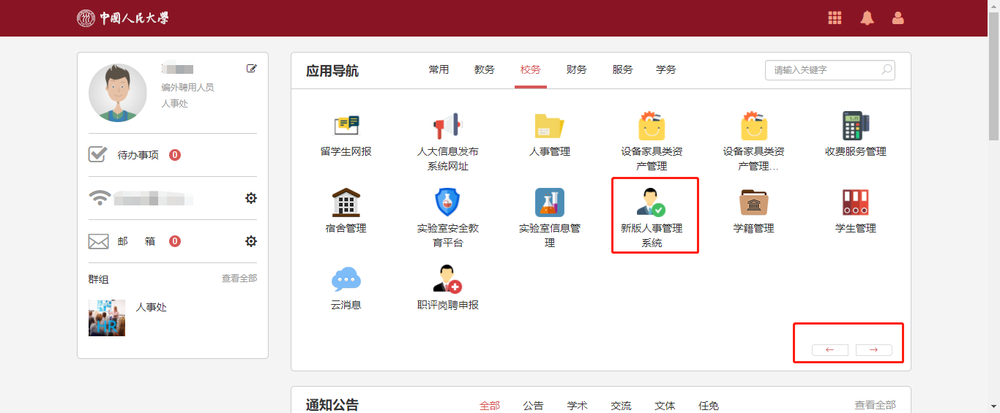 中國人民大學
编外聘用人员
人事处
待办事项 0
邮 箱 0
群组 查看全部
HR
人事处
应用导航 常用 教务 校务 财务 服务 学务 请输入关键字
留学生网报
人大信息发布
系统网址
人事管理
设备家具类资
产管理
设备家具类资
产管理...
收费服务管理
宿舍管理
实验室安全教
育平台
实验室信息管
理
新版人事管理
系统
学籍管理
学生管理
云消息
职评岗聘申报
← →
通知公告 全部 公告 学术 交流 文体 任免 查看全部